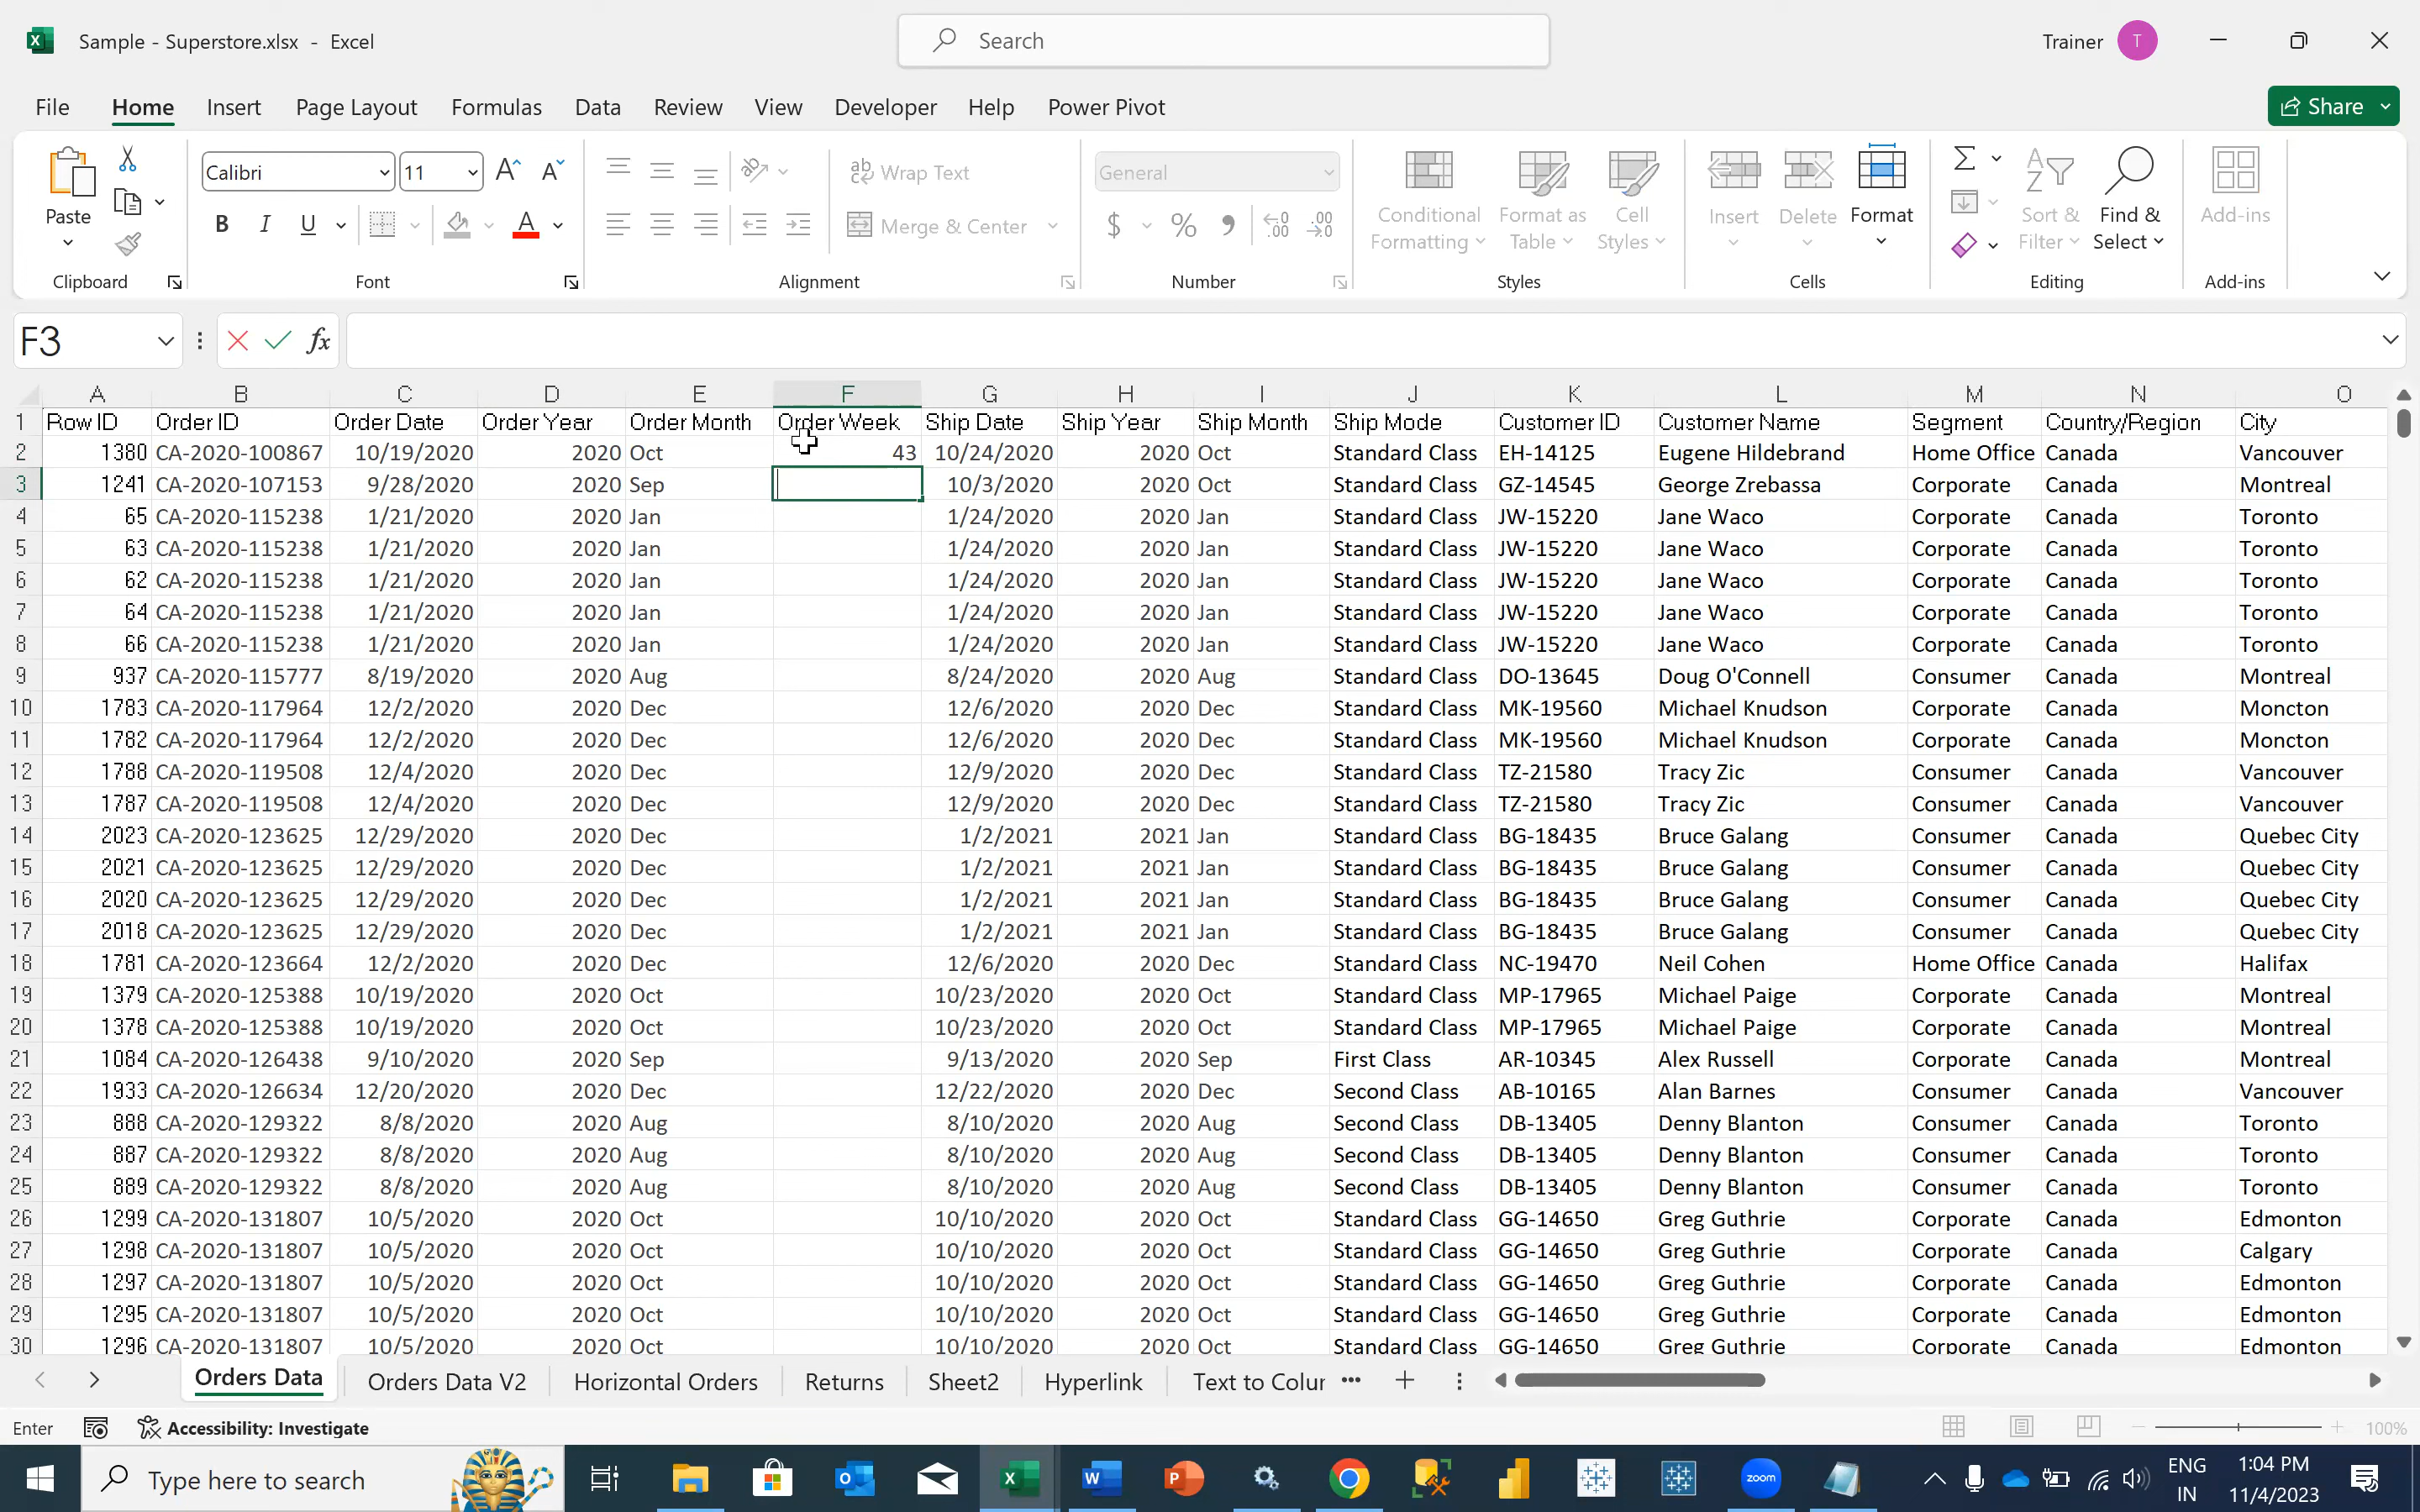 Sample - Superstore.xlsx - Excel
Search
Trainer T
File Home Insert Page Layout Formulas Data Review View Developer Help Power Pivot
Share
Paste
Calibri 11
B I U A
ab Wrap Text
Merge & Center
General
$ % 9
Conditional Formatting
Format as Table
Cell Styles
Insert Delete Format
Sort & Filter
Find & Select
Add-ins
Clipboard Font Alignment Number Styles Cells Editing Add-ins
F3 fx
A B C D E F G H I J K L M N O
1 Row ID Order ID Order Date Order Year Order Month Order Week Ship Date Ship Year Ship Month Ship Mode Customer ID Customer Name Segment Country/Region City
2 1380 CA-2020-100867 10/19/2020 2020 Oct 43 10/24/2020 2020 Oct Standard Class EH-14125 Eugene Hildebrand Home Office Canada Vancouver
3 1241 CA-2020-107153 9/28/2020 2020 Sep 10/3/2020 2020 Oct Standard Class GZ-14545 George Zrebassa Corporate Canada Montreal
4 65 CA-2020-115238 1/21/2020 2020 Jan 1/24/2020 2020 Jan Standard Class JW-15220 Jane Waco Corporate Canada Toronto
5 63 CA-2020-115238 1/21/2020 2020 Jan 1/24/2020 2020 Jan Standard Class JW-15220 Jane Waco Corporate Canada Toronto
6 62 CA-2020-115238 1/21/2020 2020 Jan 1/24/2020 2020 Jan Standard Class JW-15220 Jane Waco Corporate Canada Toronto
7 64 CA-2020-115238 1/21/2020 2020 Jan 1/24/2020 2020 Jan Standard Class JW-15220 Jane Waco Corporate Canada Toronto
8 66 CA-2020-115238 1/21/2020 2020 Jan 1/24/2020 2020 Jan Standard Class JW-15220 Jane Waco Corporate Canada Toronto
9 937 CA-2020-115777 8/19/2020 2020 Aug 8/24/2020 2020 Aug Standard Class DO-13645 Doug O'Connell Consumer Canada Montreal
10 1783 CA-2020-117964 12/2/2020 2020 Dec 12/6/2020 2020 Dec Standard Class MK-19560 Michael Knudson Corporate Canada Moncton
11 1782 CA-2020-117964 12/2/2020 2020 Dec 12/6/2020 2020 Dec Standard Class MK-19560 Michael Knudson Corporate Canada Moncton
12 1788 CA-2020-119508 12/4/2020 2020 Dec 12/9/2020 2020 Dec Standard Class TZ-21580 Tracy Zic Consumer Canada Vancouver
13 1787 CA-2020-119508 12/4/2020 2020 Dec 12/9/2020 2020 Dec Standard Class TZ-21580 Tracy Zic Consumer Canada Vancouver
14 2023 CA-2020-123625 12/29/2020 2020 Dec 1/2/2021 2021 Jan Standard Class BG-18435 Bruce Galang Consumer Canada Quebec City
15 2021 CA-2020-123625 12/29/2020 2020 Dec 1/2/2021 2021 Jan Standard Class BG-18435 Bruce Galang Consumer Canada Quebec City
16 2020 CA-2020-123625 12/29/2020 2020 Dec 1/2/2021 2021 Jan Standard Class BG-18435 Bruce Galang Consumer Canada Quebec City
17 2018 CA-2020-123625 12/29/2020 2020 Dec 1/2/2021 2021 Jan Standard Class BG-18435 Bruce Galang Consumer Canada Quebec City
18 1781 CA-2020-123664 12/2/2020 2020 Dec 12/6/2020 2020 Dec Standard Class NC-19470 Neil Cohen Home Office Canada Halifax
19 1379 CA-2020-125388 10/19/2020 2020 Oct 10/23/2020 2020 Oct Standard Class MP-17965 Michael Paige Corporate Canada Montreal
20 1378 CA-2020-125388 10/19/2020 2020 Oct 10/23/2020 2020 Oct Standard Class MP-17965 Michael Paige Corporate Canada Montreal
21 1084 CA-2020-126438 9/10/2020 2020 Sep 9/13/2020 2020 Sep First Class AR-10345 Alex Russell Corporate Canada Montreal
22 1933 CA-2020-126634 12/20/2020 2020 Dec 12/22/2020 2020 Dec Second Class AB-10165 Alan Barnes Consumer Canada Vancouver
23 888 CA-2020-129322 8/8/2020 2020 Aug 8/10/2020 2020 Aug Second Class DB-13405 Denny Blanton Consumer Canada Toronto
24 887 CA-2020-129322 8/8/2020 2020 Aug 8/10/2020 2020 Aug Second Class DB-13405 Denny Blanton Consumer Canada Toronto
25 889 CA-2020-129322 8/8/2020 2020 Aug 8/10/2020 2020 Aug Second Class DB-13405 Denny Blanton Consumer Canada Toronto
26 1299 CA-2020-131807 10/5/2020 2020 Oct 10/10/2020 2020 Oct Standard Class GG-14650 Greg Guthrie Corporate Canada Edmonton
27 1298 CA-2020-131807 10/5/2020 2020 Oct 10/10/2020 2020 Oct Standard Class GG-14650 Greg Guthrie Corporate Canada Calgary
28 1297 CA-2020-131807 10/5/2020 2020 Oct 10/10/2020 2020 Oct Standard Class GG-14650 Greg Guthrie Corporate Canada Edmonton
29 1295 CA-2020-131807 10/5/2020 2020 Oct 10/10/2020 2020 Oct Standard Class GG-14650 Greg Guthrie Corporate Canada Edmonton
30 1296 CA-2020-131807 10/5/2020 2020 Oct 10/10/2020 2020 Oct Standard Class GG-14650 Greg Guthrie Corporate Canada Edmonton
Orders Data Orders Data V2 Horizontal Orders Returns Sheet2 Hyperlink Text to Colur ...
Enter Accessibility: Investigate 100%
Type here to search
zoom
ENG IN
1:04 PM
11/4/2023